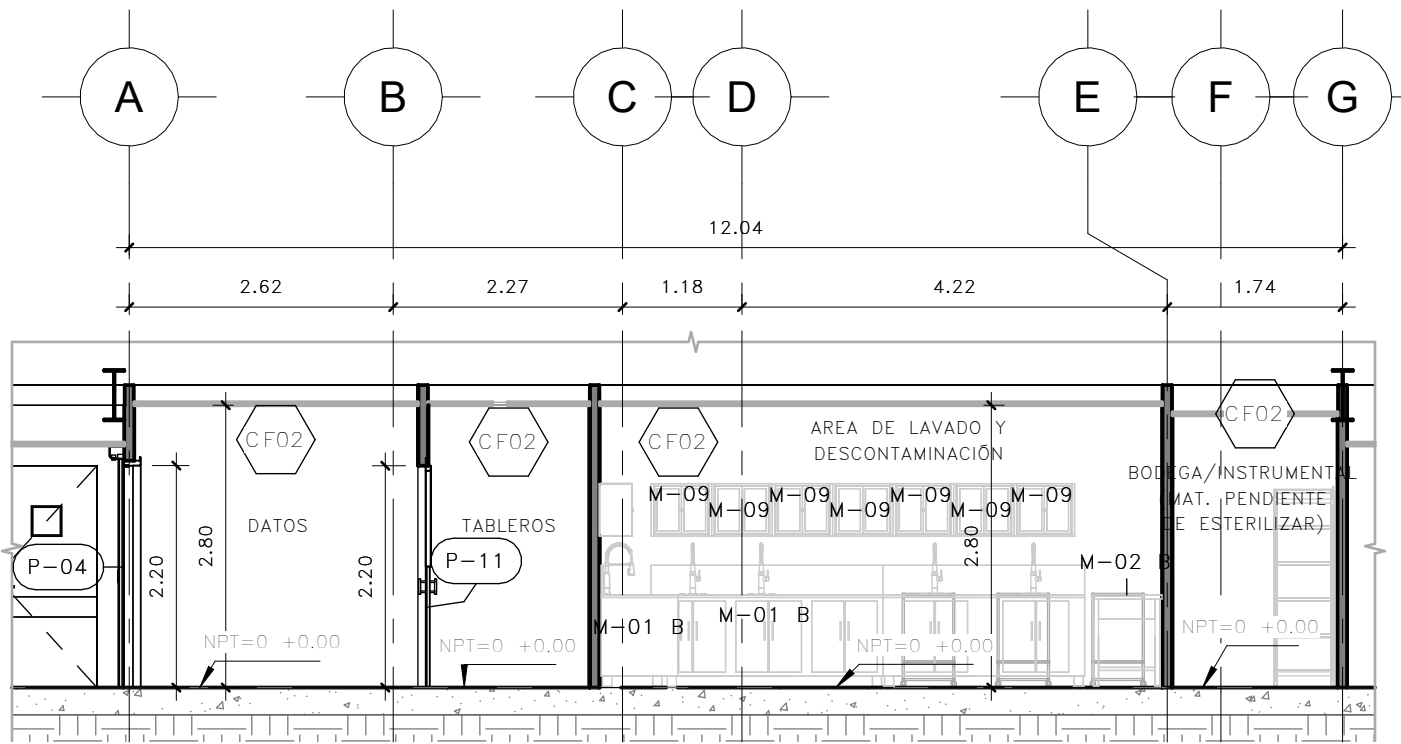 A
B
C
D
E
F
G
12.04
2.62
2.27
1.18
4.22
1.74
CF02
CF02
CF02
CF02
AREA DE LAVADO Y
DESCONTAMINACIÓN
BODEGA/INSTRUMENTAL
(MAT. PENDIENTE
DE ESTERILIZAR)
M-09
M-09
M-09
M-09
M-09
M-09
M-09
DATOS
TABLEROS
P-04
P-11
2.20
2.80
2.20
2.80
M-02 B
M-01 B
M-01 B
NPT=0 +0.00
NPT=0 +0.00
NPT=0 +0.00
NPT=0 +0.00